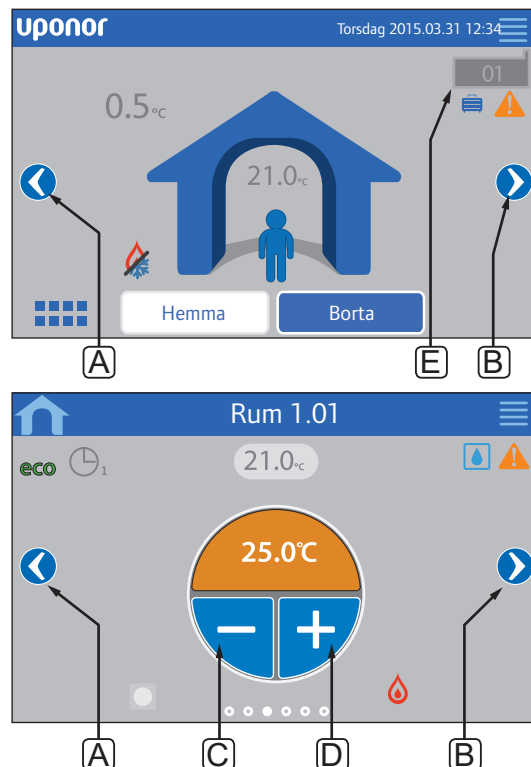 uponor Torsdag 2015.03.31 12:34
01
0.5°C
21.0°C
Hemma Borta
A E B
Rum 1.01
eco 1 21.0°C
25.0°C
− +
A C D B